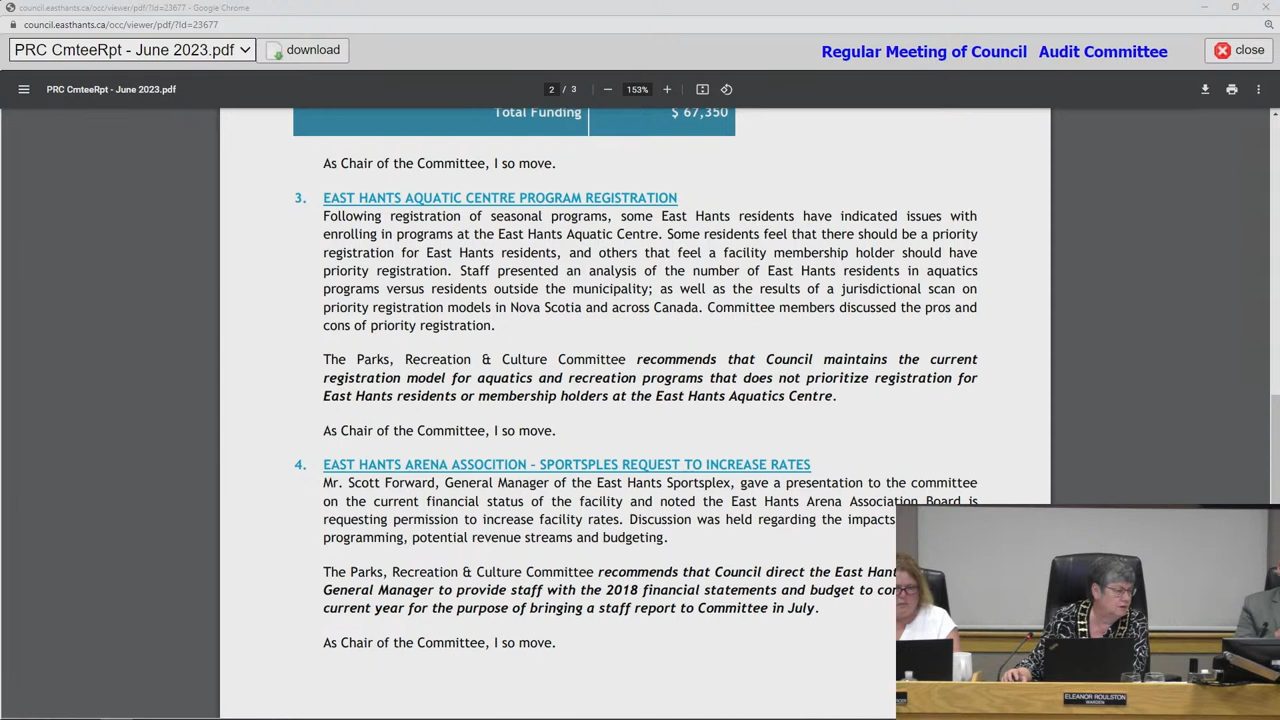 council.easthants.ca/occ/viewer/pdf/?Id=23677 - Google Chrome
council.easthants.ca/occ/viewer/pdf/?Id=23677
PRC CmteeRpt - June 2023.pdf download Regular Meeting of Council Audit Committee close
PRC CmteeRpt - June 2023.pdf 2 / 3 153%
Total Funding $ 67,350
As Chair of the Committee, I so move.
3. EAST HANTS AQUATIC CENTRE PROGRAM REGISTRATION
Following registration of seasonal programs, some East Hants residents have indicated issues with
enrolling in programs at the East Hants Aquatic Centre. Some residents feel that there should be a priority
registration for East Hants residents, and others that feel a facility membership holder should have
priority registration. Staff presented an analysis of the number of East Hants residents in aquatics
programs versus residents outside the municipality; as well as the results of a jurisdictional scan on
priority registration models in Nova Scotia and across Canada. Committee members discussed the pros and
cons of priority registration.
The Parks, Recreation & Culture Committee recommends that Council maintains the current
registration model for aquatics and recreation programs that does not prioritize registration for
East Hants residents or membership holders at the East Hants Aquatics Centre.
As Chair of the Committee, I so move.
4. EAST HANTS ARENA ASSOCITION - SPORTSPLES REQUEST TO INCREASE RATES
Mr. Scott Forward, General Manager of the East Hants Sportsplex, gave a presentation to the committee
on the current financial status of the facility and noted the East Hants Arena Association Board is
requesting permission to increase facility rates. Discussion was held regarding the impacts
programming, potential revenue streams and budgeting.
The Parks, Recreation & Culture Committee recommends that Council direct the East Hant
General Manager to provide staff with the 2018 financial statements and budget to co
current year for the purpose of bringing a staff report to Committee in July.
As Chair of the Committee, I so move.
ELEANOR ROULSTON
WARDEN